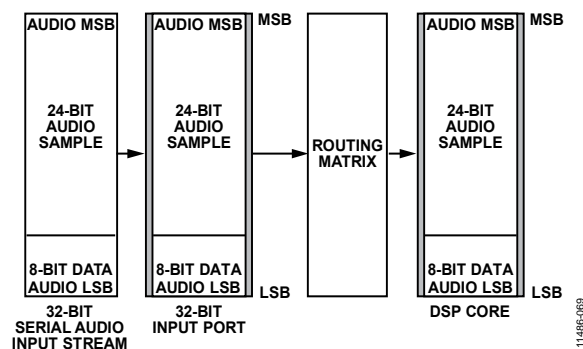 AUDIO MSB
24-BIT
AUDIO
SAMPLE
8-BIT DATA
AUDIO LSB
32-BIT
SERIAL AUDIO
INPUT STREAM
AUDIO MSB
24-BIT
AUDIO
SAMPLE
8-BIT DATA
AUDIO LSB
32-BIT
INPUT PORT
MSB
LSB
ROUTING
MATRIX
AUDIO MSB
24-BIT
AUDIO
SAMPLE
8-BIT DATA
AUDIO LSB
DSP CORE
MSB
LSB
11486-069